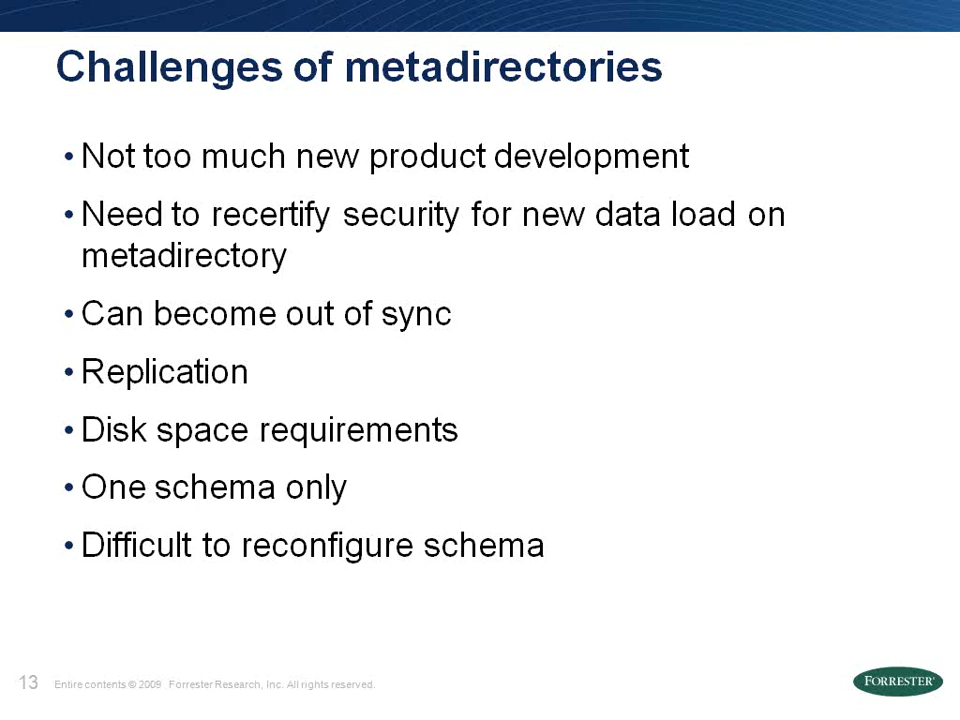 Challenges of metadirectories
• Not too much new product development
• Need to recertify security for new data load on
metadirectory
• Can become out of sync
• Replication
• Disk space requirements
• One schema only
• Difficult to reconfigure schema
13 Entire contents © 2009 Forrester Research, Inc. All rights reserved.
FORRESTER®